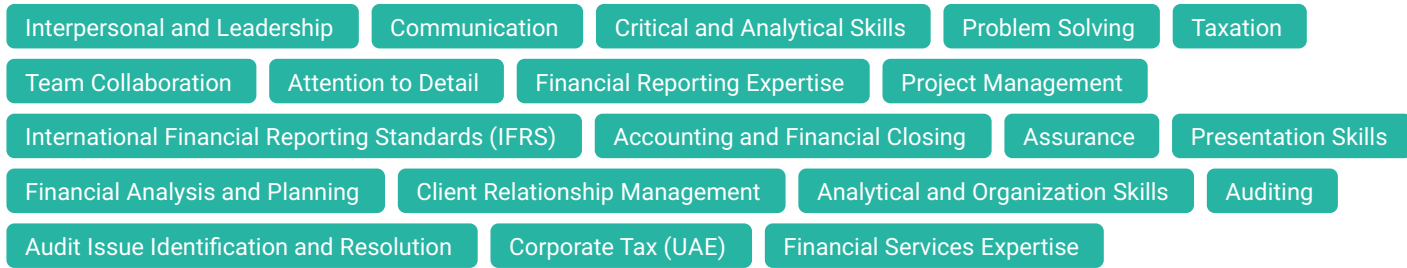 Interpersonal and Leadership Communication Critical and Analytical Skills Problem Solving Taxation
Team Collaboration Attention to Detail Financial Reporting Expertise Project Management
International Financial Reporting Standards (IFRS) Accounting and Financial Closing Assurance Presentation Skills
Financial Analysis and Planning Client Relationship Management Analytical and Organization Skills Auditing
Audit Issue Identification and Resolution Corporate Tax (UAE) Financial Services Expertise